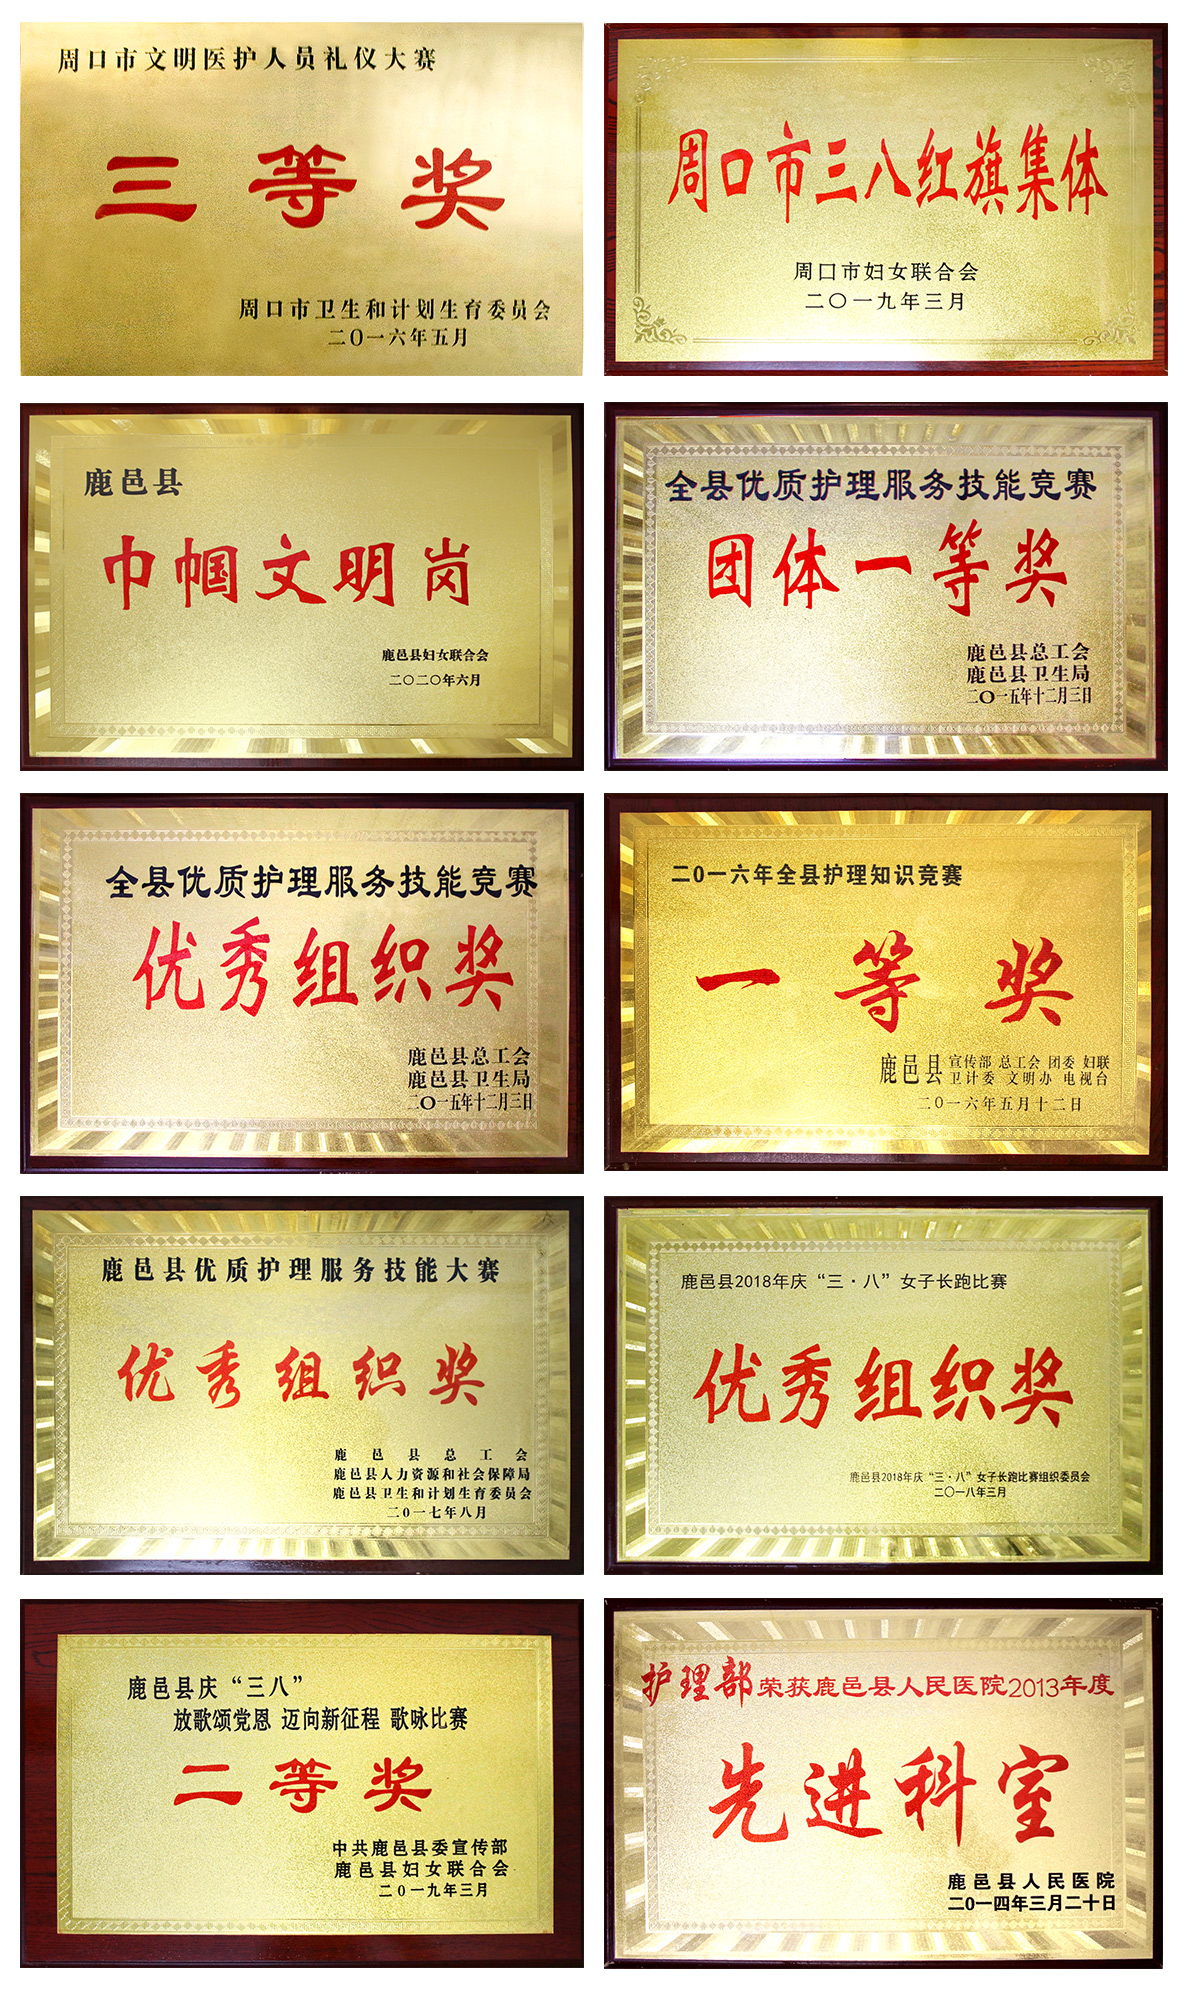 周口市文明医护人员礼仪大赛
三等奖
周口市卫生和计划生育委员会
二〇一六年五月
周口市三八红旗集体
周口市妇女联合会
二〇一九年三月
鹿邑县
巾帼文明岗
鹿邑县妇女联合会
二〇二〇年六月
全县优质护理服务技能竞赛
团体一等奖
鹿邑县总工会
鹿邑县卫生局
二〇一五年十二月三日
全县优质护理服务技能竞赛
优秀组织奖
鹿邑县总工会
鹿邑县卫生局
二〇一五年十二月三日
二0一六年全县护理知识竞赛
一等奖
鹿邑县 宣传部 总工会 团委 妇联
卫计委 文明办 电视台
二0一六年五月十二日
鹿邑县优质护理服务技能大赛
优秀组织奖
鹿邑县总工会
鹿邑县人力资源和社会保障局
鹿邑县卫生和计划生育委员会
二0一七年八月
鹿邑县2018年庆“三·八”女子长跑比赛
优秀组织奖
鹿邑县2018年庆“三·八”女子长跑比赛组织委员会
二〇一八年三月
鹿邑县庆“三八”
放歌颂党恩 迈向新征程 歌咏比赛
二等奖
中共鹿邑县委宣传部
鹿邑县妇女联合会
二0一九年三月
护理部荣获鹿邑县人民医院2013年度
先进科室
鹿邑县人民医院
二0一四年三月二十日